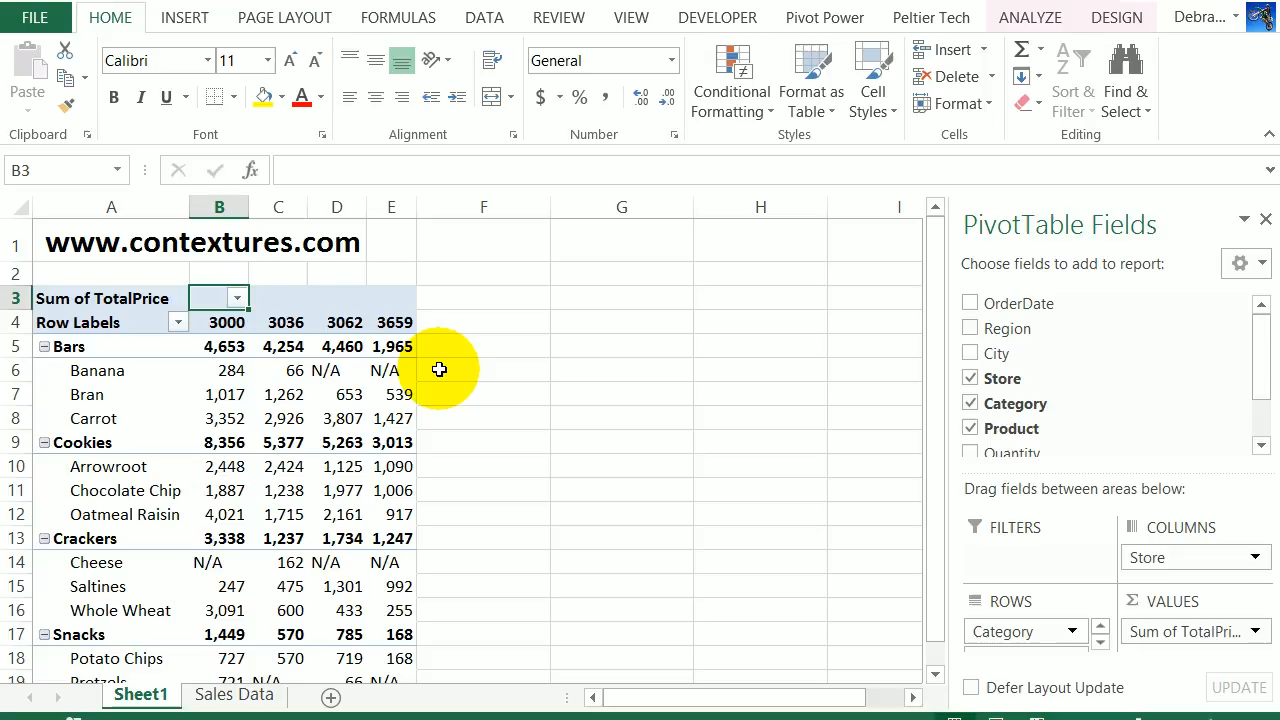 FILE HOME INSERT PAGE LAYOUT FORMULAS DATA REVIEW VIEW DEVELOPER Pivot Power Peltier Tech ANALYZE DESIGN Debra...
Paste Calibri 11 A A General Conditional Formatting Format as Table Cell Styles Insert Delete Format Sort & Filter Find & Select
B I U A $ % ,
Clipboard Font Alignment Number Styles Cells Editing
B3 fx
A B C D E F G H I
1 www.contextures.com
2
3 Sum of TotalPrice
4 Row Labels 3000 3036 3062 3659
5 Bars 4,653 4,254 4,460 1,965
6 Banana 284 66 N/A N/A
7 Bran 1,017 1,262 653 539
8 Carrot 3,352 2,926 3,807 1,427
9 Cookies 8,356 5,377 5,263 3,013
10 Arrowroot 2,448 2,424 1,125 1,090
11 Chocolate Chip 1,887 1,238 1,977 1,006
12 Oatmeal Raisin 4,021 1,715 2,161 917
13 Crackers 3,338 1,237 1,734 1,247
14 Cheese N/A 162 N/A N/A
15 Saltines 247 475 1,301 992
16 Whole Wheat 3,091 600 433 255
17 Snacks 1,449 570 785 168
18 Potato Chips 727 570 719 168
19 Pretzels 721 N/A 66 N/A
Sheet1 Sales Data
PivotTable Fields
Choose fields to add to report:
OrderDate
Region
City
Store
Category
Product
Quantity
Drag fields between areas below:
FILTERS COLUMNS
Store
ROWS VALUES
Category Sum of TotalPri...
Defer Layout Update UPDATE